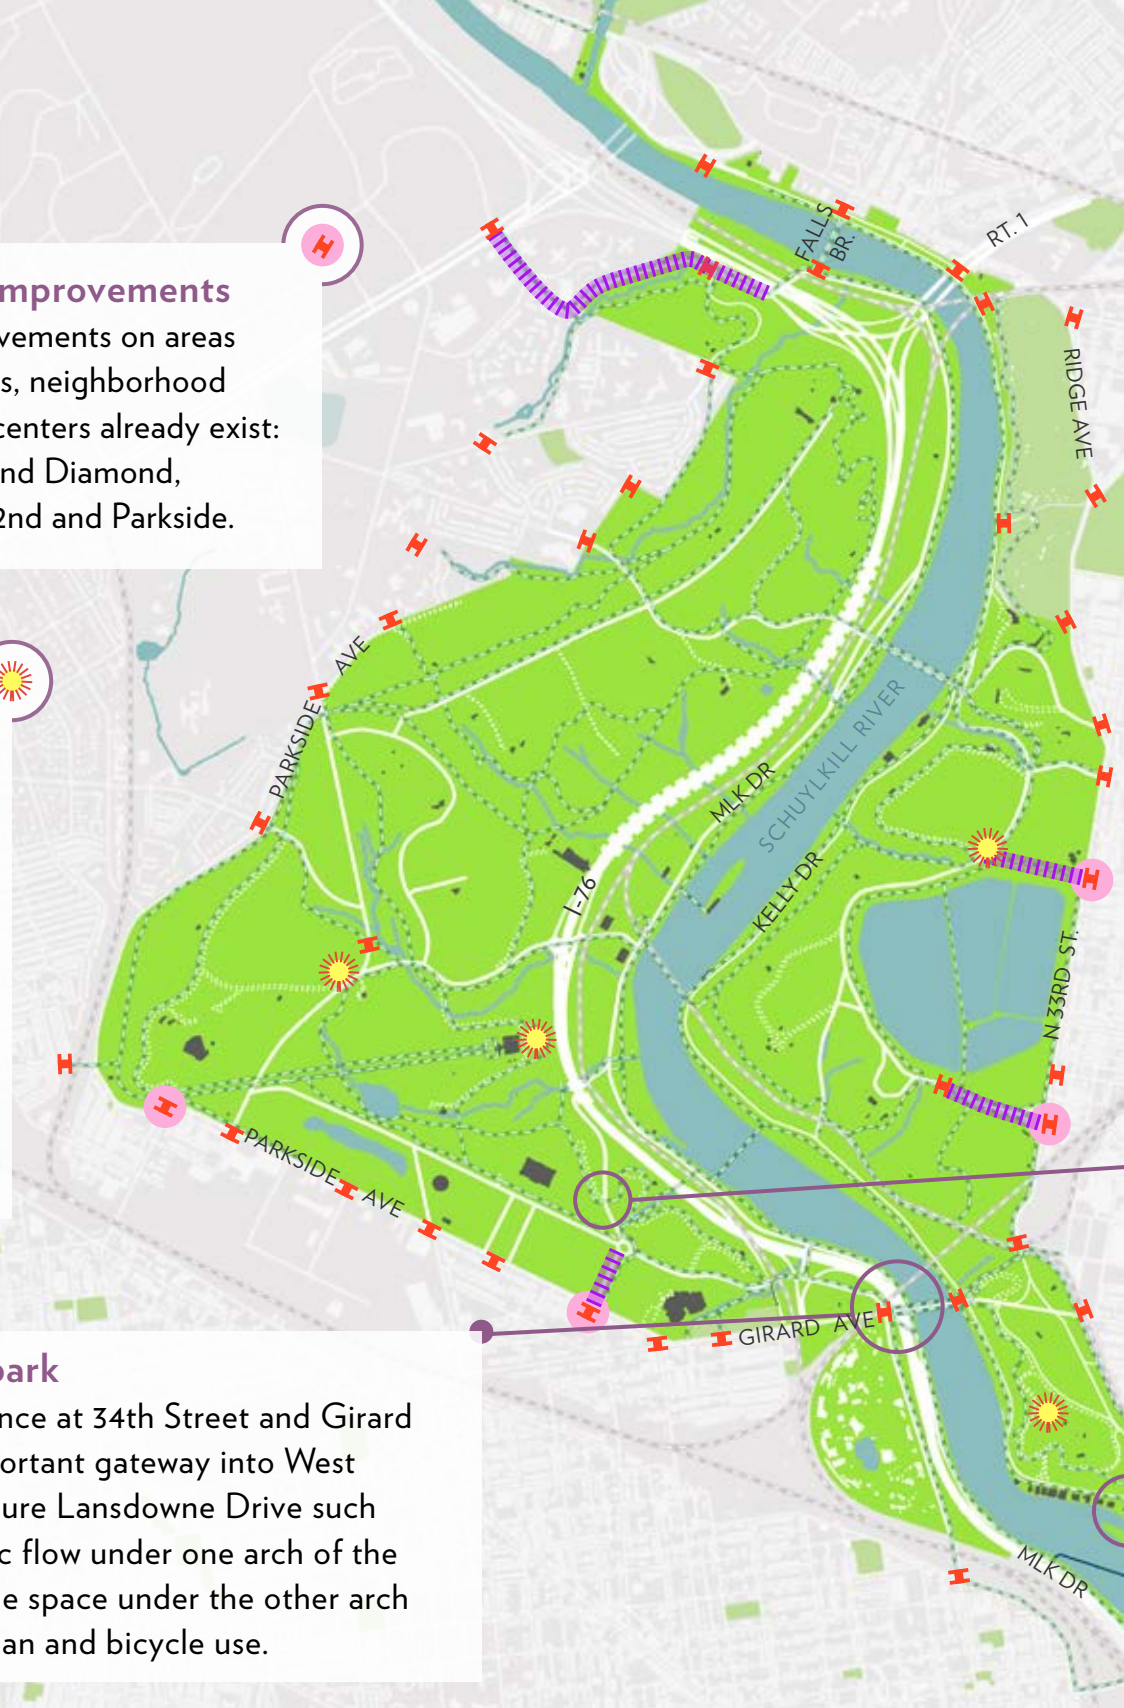 mprovements
vements on areas
s, neighborhood
centers already exist:
nd Diamond,
2nd and Parkside.
FALLS
BR.
RT. 1
RIDGE AVE
PARKSIDE AVE
SCHUYLKILL RIVER
MLK DR
KELLY DR
I-76
N 33RD ST.
PARKSIDE AVE
GIRARD AVE
MLK DR
park
nce at 34th Street and Girard
ortant gateway into West
ure Lansdowne Drive such
c flow under one arch of the
e space under the other arch
an and bicycle use.